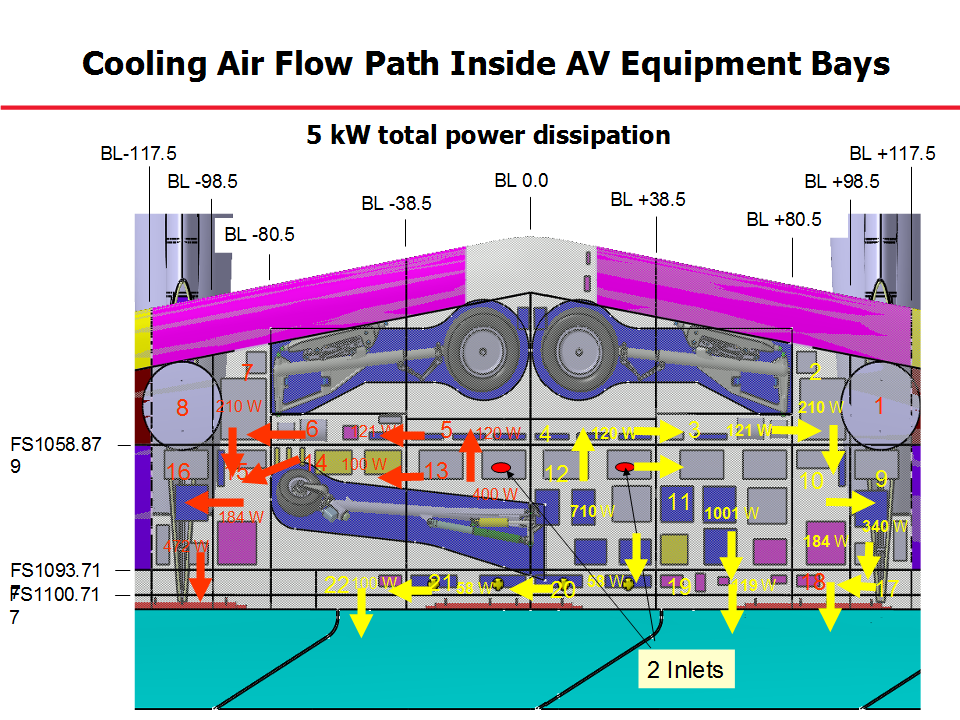 Cooling Air Flow Path Inside AV Equipment Bays
5 kW total power dissipation
BL-117.5
BL +117.5
BL -98.5
BL 0.0
BL +98.5
BL -38.5
BL +38.5
BL -80.5
BL +80.5
7
2
8
210 W
210 W
1
6
121 W
5
120 W
4
120 W
3
121 W
FS1058.87
9
16
15
14
100 W
13
12
10
9
400 W
11
184 W
710 W
1001 W
340 W
477 W
184 W
FS1093.71
7
FS1100.71
7
22
100 W
21
58 W
20
58 W
19
119 W
18
17
2 Inlets